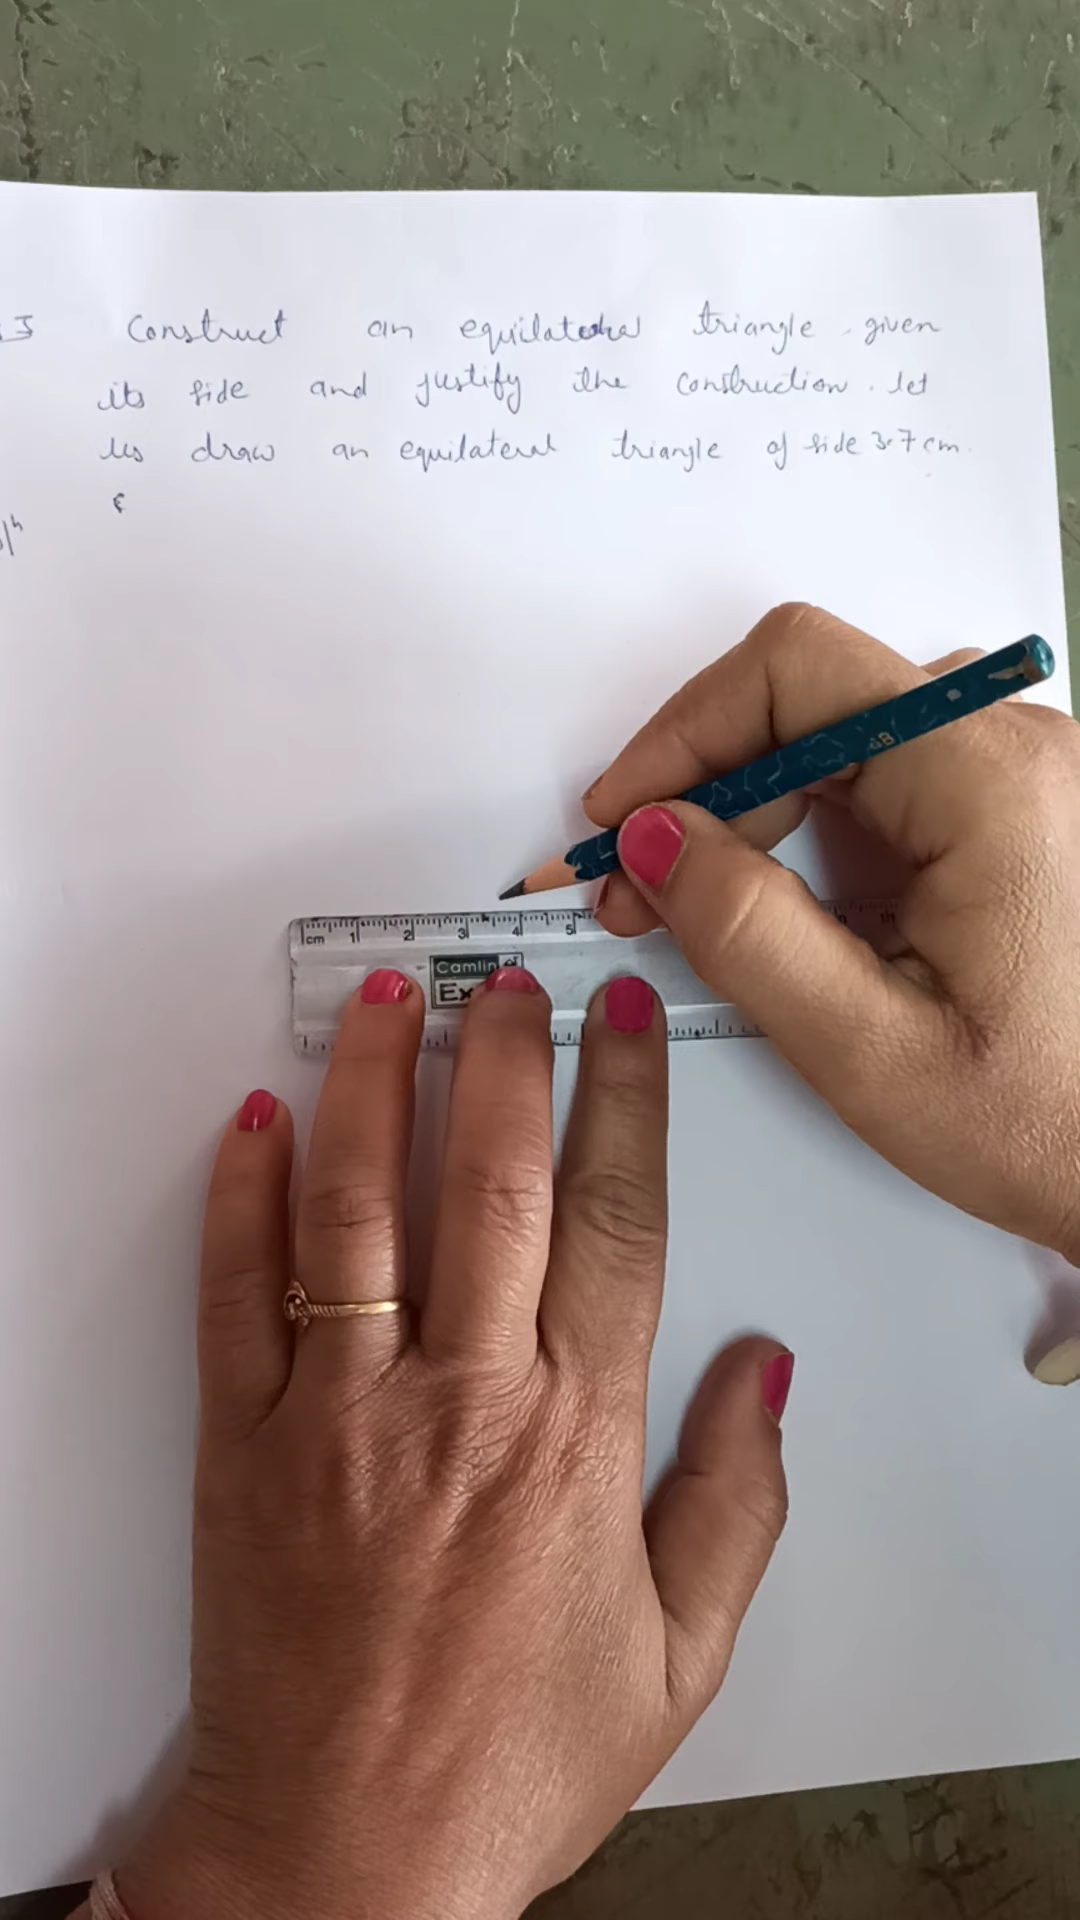 Construct an equilateral triangle given
its side and justify the construction. let
us draw an equilateral triangle of side 3.7 cm.
cm 1 2 3 4 5
Camlin
Ex